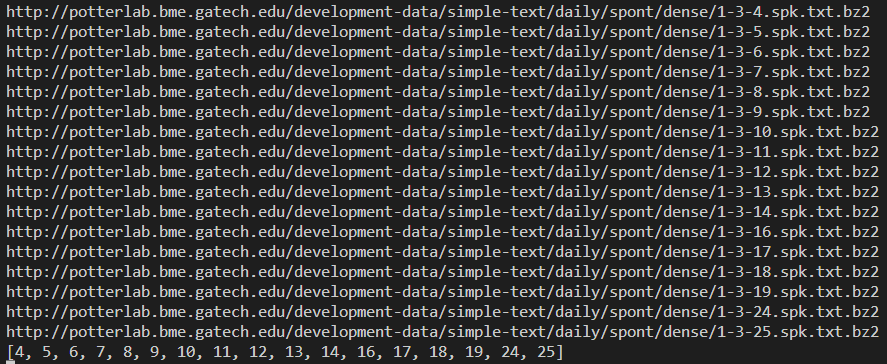 http://potterlab.bme.gatech.edu/development-data/simple-text/daily/spont/dense/1-3-4.spk.txt.bz2
http://potterlab.bme.gatech.edu/development-data/simple-text/daily/spont/dense/1-3-5.spk.txt.bz2
http://potterlab.bme.gatech.edu/development-data/simple-text/daily/spont/dense/1-3-6.spk.txt.bz2
http://potterlab.bme.gatech.edu/development-data/simple-text/daily/spont/dense/1-3-7.spk.txt.bz2
http://potterlab.bme.gatech.edu/development-data/simple-text/daily/spont/dense/1-3-8.spk.txt.bz2
http://potterlab.bme.gatech.edu/development-data/simple-text/daily/spont/dense/1-3-9.spk.txt.bz2
http://potterlab.bme.gatech.edu/development-data/simple-text/daily/spont/dense/1-3-10.spk.txt.bz2
http://potterlab.bme.gatech.edu/development-data/simple-text/daily/spont/dense/1-3-11.spk.txt.bz2
http://potterlab.bme.gatech.edu/development-data/simple-text/daily/spont/dense/1-3-12.spk.txt.bz2
http://potterlab.bme.gatech.edu/development-data/simple-text/daily/spont/dense/1-3-13.spk.txt.bz2
http://potterlab.bme.gatech.edu/development-data/simple-text/daily/spont/dense/1-3-14.spk.txt.bz2
http://potterlab.bme.gatech.edu/development-data/simple-text/daily/spont/dense/1-3-16.spk.txt.bz2
http://potterlab.bme.gatech.edu/development-data/simple-text/daily/spont/dense/1-3-17.spk.txt.bz2
http://potterlab.bme.gatech.edu/development-data/simple-text/daily/spont/dense/1-3-18.spk.txt.bz2
http://potterlab.bme.gatech.edu/development-data/simple-text/daily/spont/dense/1-3-19.spk.txt.bz2
http://potterlab.bme.gatech.edu/development-data/simple-text/daily/spont/dense/1-3-24.spk.txt.bz2
http://potterlab.bme.gatech.edu/development-data/simple-text/daily/spont/dense/1-3-25.spk.txt.bz2
[4, 5, 6, 7, 8, 9, 10, 11, 12, 13, 14, 16, 17, 18, 19, 24, 25]